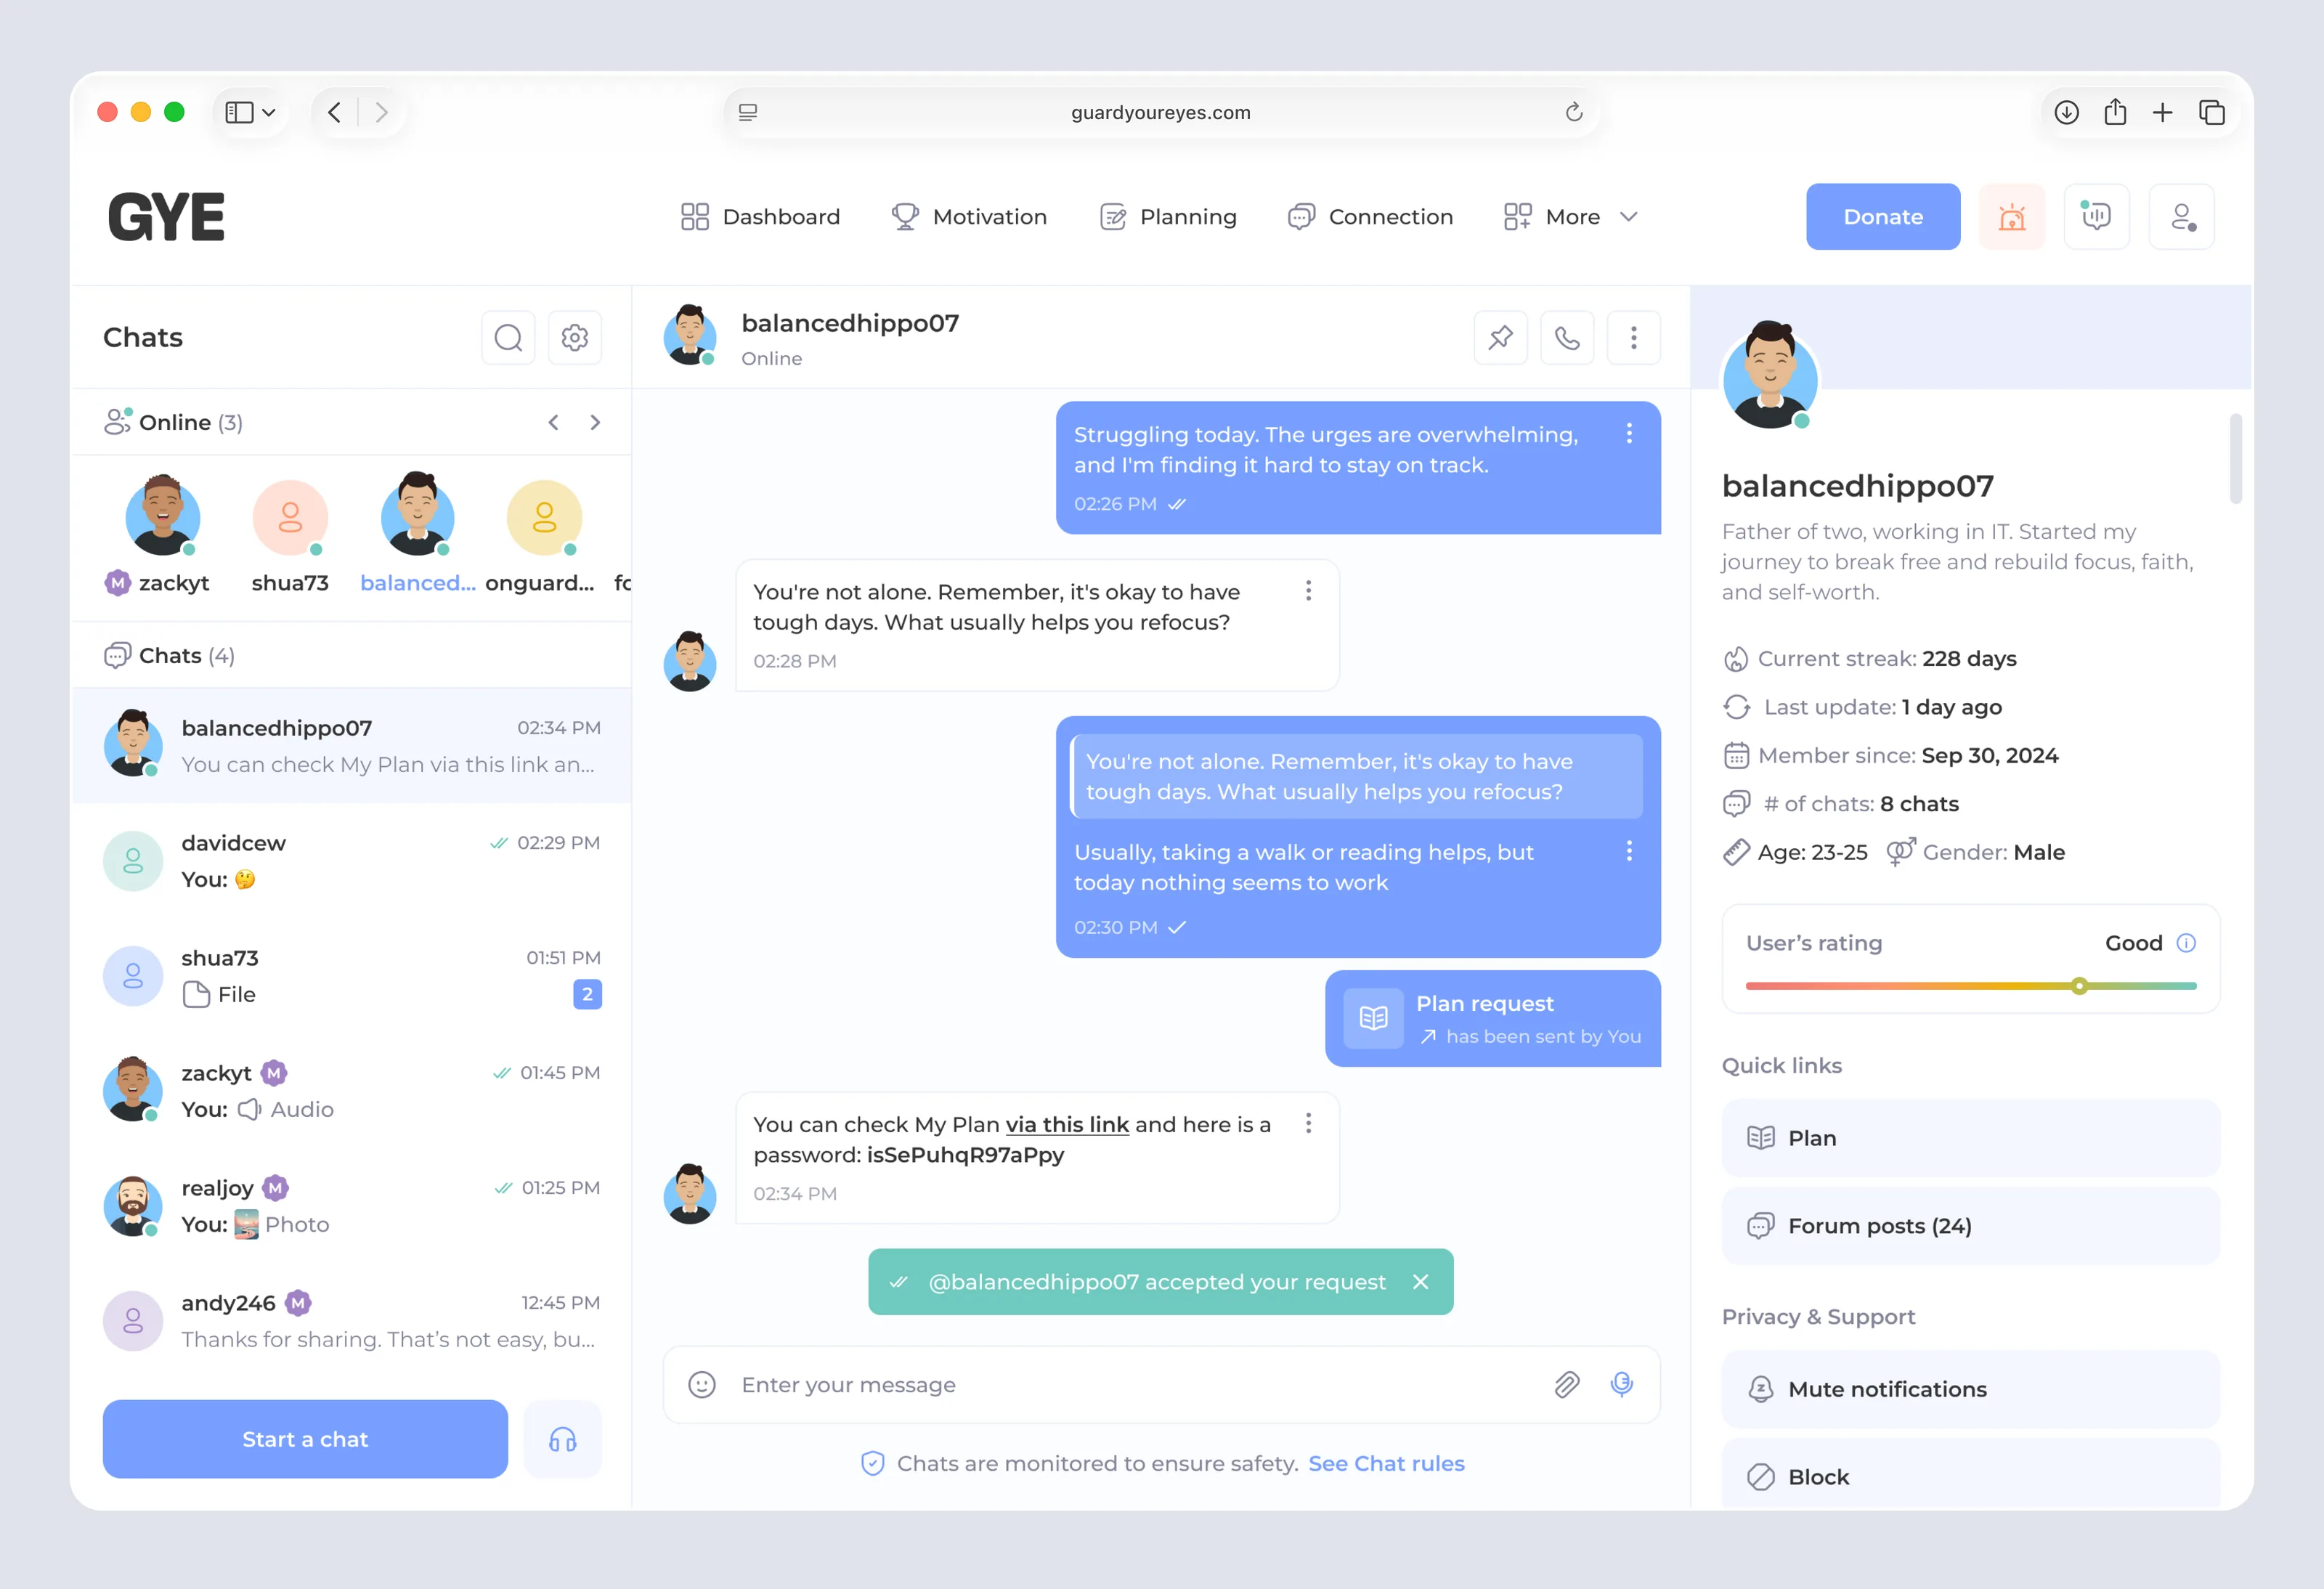 guardyoureyes.com
GYE
Dashboard
Motivation
Planning
Connection
More
Donate
Chats
Online (3)
M zackyt
shua73
balanced...
onguard...
fc
Chats (4)
balancedhippo07
02:34 PM
You can check My Plan via this link an...
davidcew
02:29 PM
You: 🤔
shua73
01:51 PM
File
2
zackyt M
01:45 PM
You: Audio
realjoy M
01:25 PM
You: Photo
andy246 M
12:45 PM
Thanks for sharing. That’s not easy, bu...
Start a chat
balancedhippo07
Online
Struggling today. The urges are overwhelming,
and I'm finding it hard to stay on track.
02:26 PM
You're not alone. Remember, it's okay to have
tough days. What usually helps you refocus?
02:28 PM
You're not alone. Remember, it's okay to have
tough days. What usually helps you refocus?
Usually, taking a walk or reading helps, but
today nothing seems to work
02:30 PM
Plan request
has been sent by You
You can check My Plan via this link and here is a
password: isSePuhqR97aPpy
02:34 PM
@balancedhippo07 accepted your request
Enter your message
Chats are monitored to ensure safety. See Chat rules
balancedhippo07
Father of two, working in IT. Started my
journey to break free and rebuild focus, faith,
and self-worth.
Current streak: 228 days
Last update: 1 day ago
Member since: Sep 30, 2024
# of chats: 8 chats
Age: 23-25 Gender: Male
User’s rating
Good
Quick links
Plan
Forum posts (24)
Privacy & Support
Mute notifications
Block